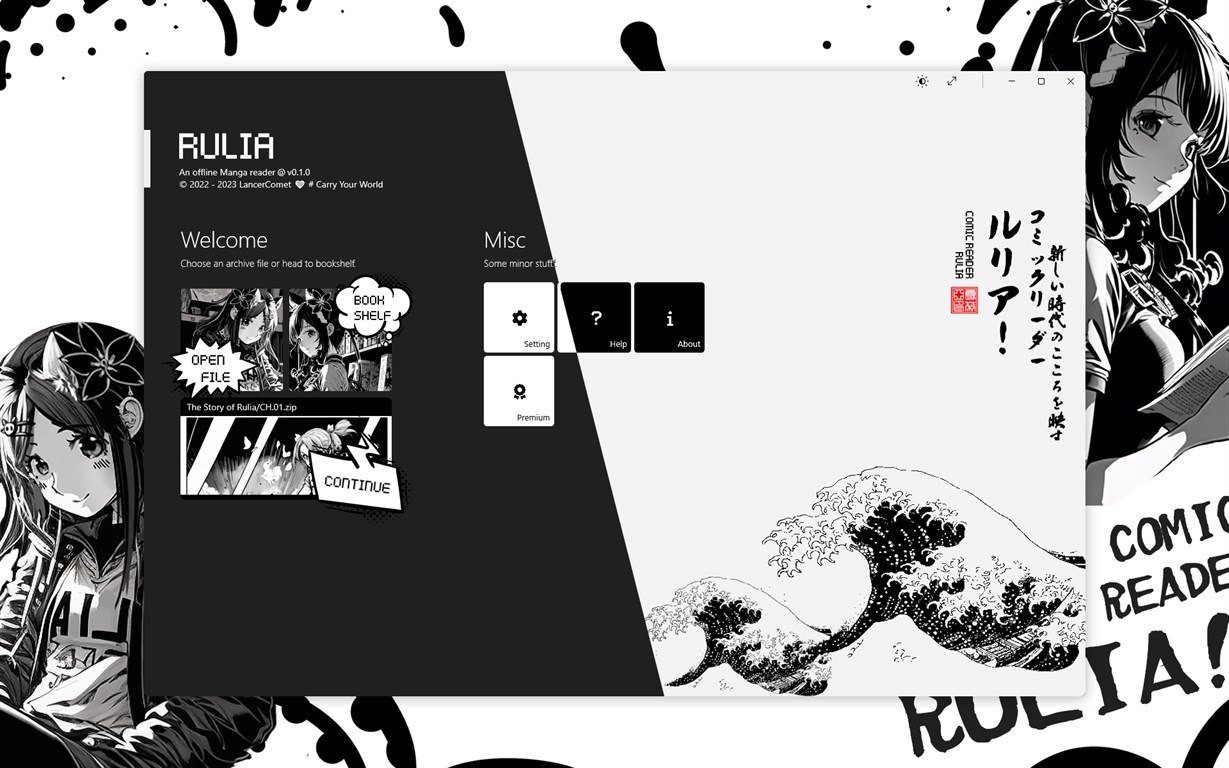 RULIA
An offline Manga reader @ v0.1.0
© 2022 - 2023 LancerComet 🤍 # Carry Your World
Welcome
Choose an archive file or head to bookshelf.
BOOK
SHELF
OPEN
FILE
The Story of Rulia/CH.01.zip
CONTINUE
Misc
Some minor stuff!
Setting
?
Help
i
About
Premium
新しい時代のこころを映す
コミックリーダー
ルリア！
COMIC READER
RULIA
COMIC
READE
RULIA!